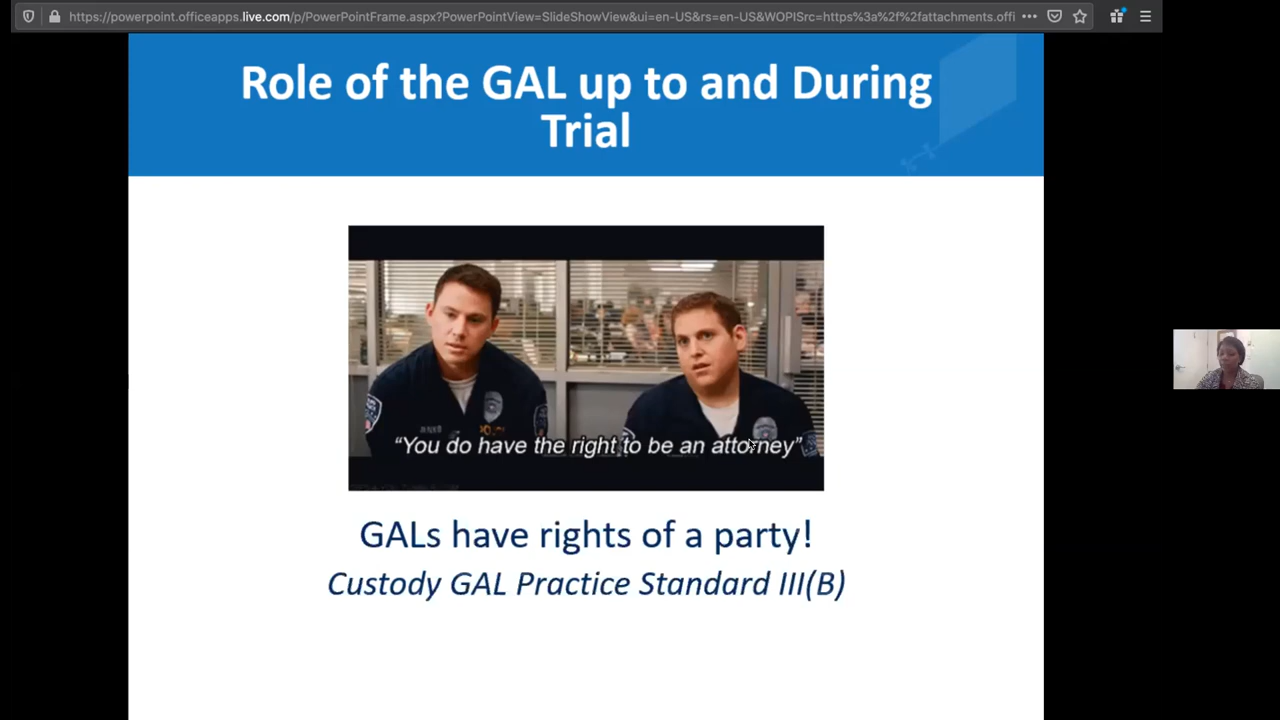 https://powerpoint.officeapps.live.com/p/PowerPointFrame.aspx?PowerPointView=SlideShowView&ui=en-US&rs=en-US&WOPISrc=https%3a%2f%2fattachments.offi
Role of the GAL up to and During
Trial
“You do have the right to be an attorney”
GALs have rights of a party!
Custody GAL Practice Standard III(B)